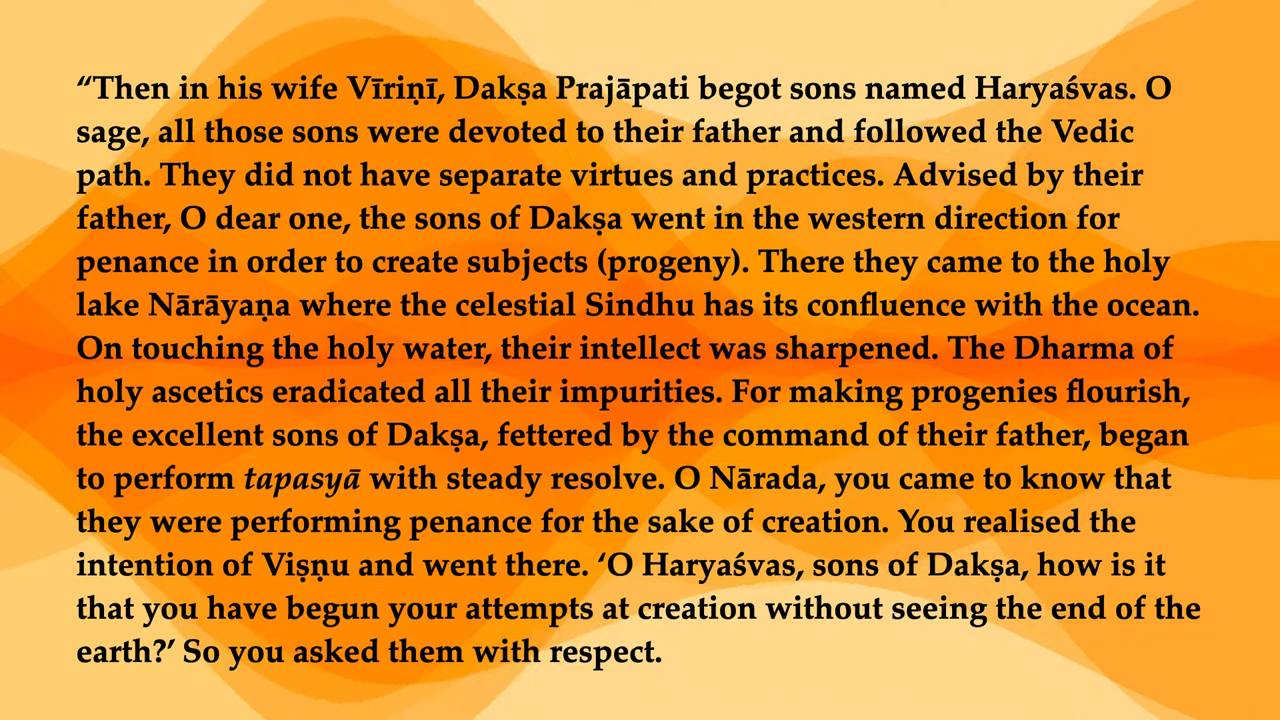 “Then in his wife Vīriṇī, Dakṣa Prajāpati begot sons named Haryaśvas. O
sage, all those sons were devoted to their father and followed the Vedic
path. They did not have separate virtues and practices. Advised by their
father, O dear one, the sons of Dakṣa went in the western direction for
penance in order to create subjects (progeny). There they came to the holy
lake Nārāyaṇa where the celestial Sindhu has its confluence with the ocean.
On touching the holy water, their intellect was sharpened. The Dharma of
holy ascetics eradicated all their impurities. For making progenies flourish,
the excellent sons of Dakṣa, fettered by the command of their father, began
to perform tapasyā with steady resolve. O Nārada, you came to know that
they were performing penance for the sake of creation. You realised the
intention of Viṣṇu and went there. ‘O Haryaśvas, sons of Dakṣa, how is it
that you have begun your attempts at creation without seeing the end of the
earth?’ So you asked them with respect.